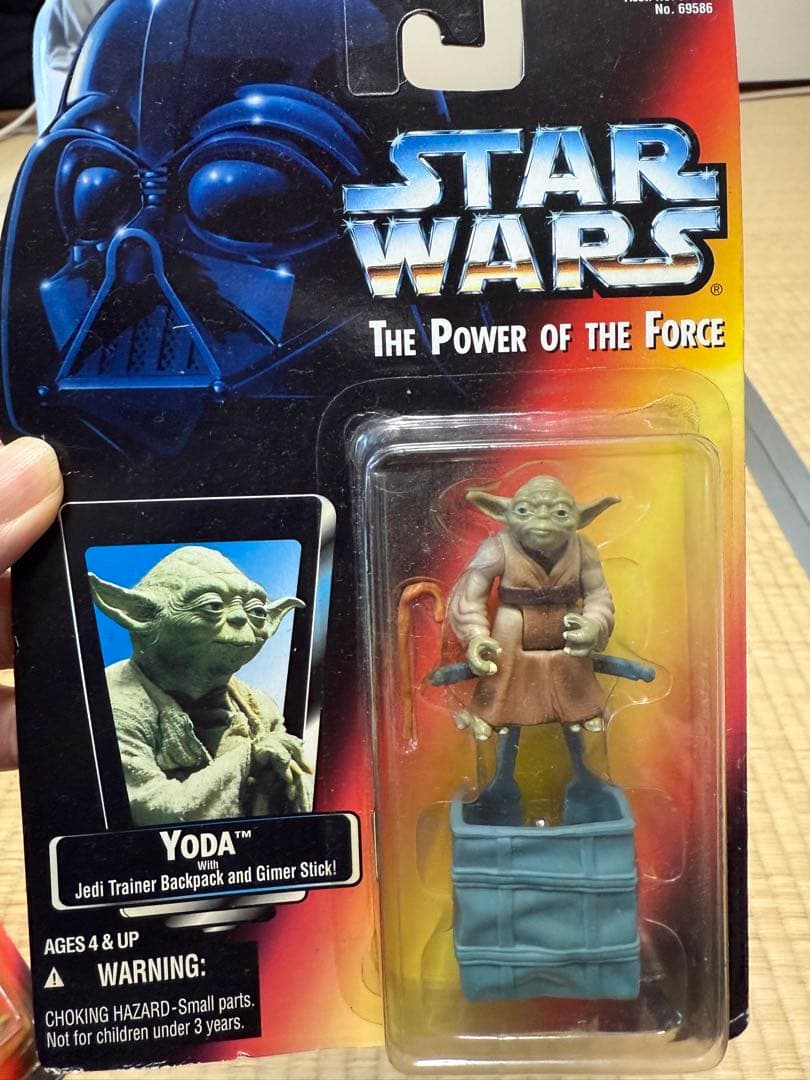 No. 69586
STAR
WARS®
THE POWER OF THE FORCE
YODA™
With
Jedi Trainer Backpack and Gimer Stick!
AGES 4 & UP
⚠ WARNING:
CHOKING HAZARD-Small parts.
Not for children under 3 years.